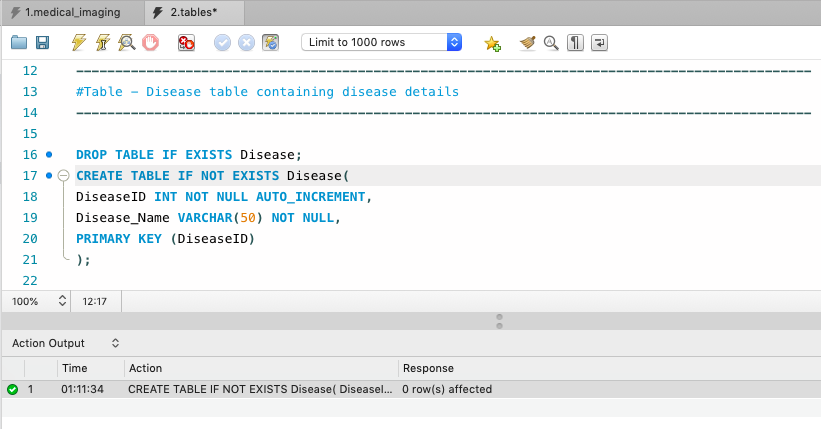 1.medical_imaging 2.tables*
Limit to 1000 rows
12 ----------------------------------------------------------------------------------------------
13 #Table - Disease table containing disease details
14 ----------------------------------------------------------------------------------------------
15
16 DROP TABLE IF EXISTS Disease;
17 CREATE TABLE IF NOT EXISTS Disease(
18 DiseaseID INT NOT NULL AUTO_INCREMENT,
19 Disease_Name VARCHAR(50) NOT NULL,
20 PRIMARY KEY (DiseaseID)
21 );
22
100% 12:17
Action Output
Time Action Response
1 01:11:34 CREATE TABLE IF NOT EXISTS Disease( DiseaseI... 0 row(s) affected